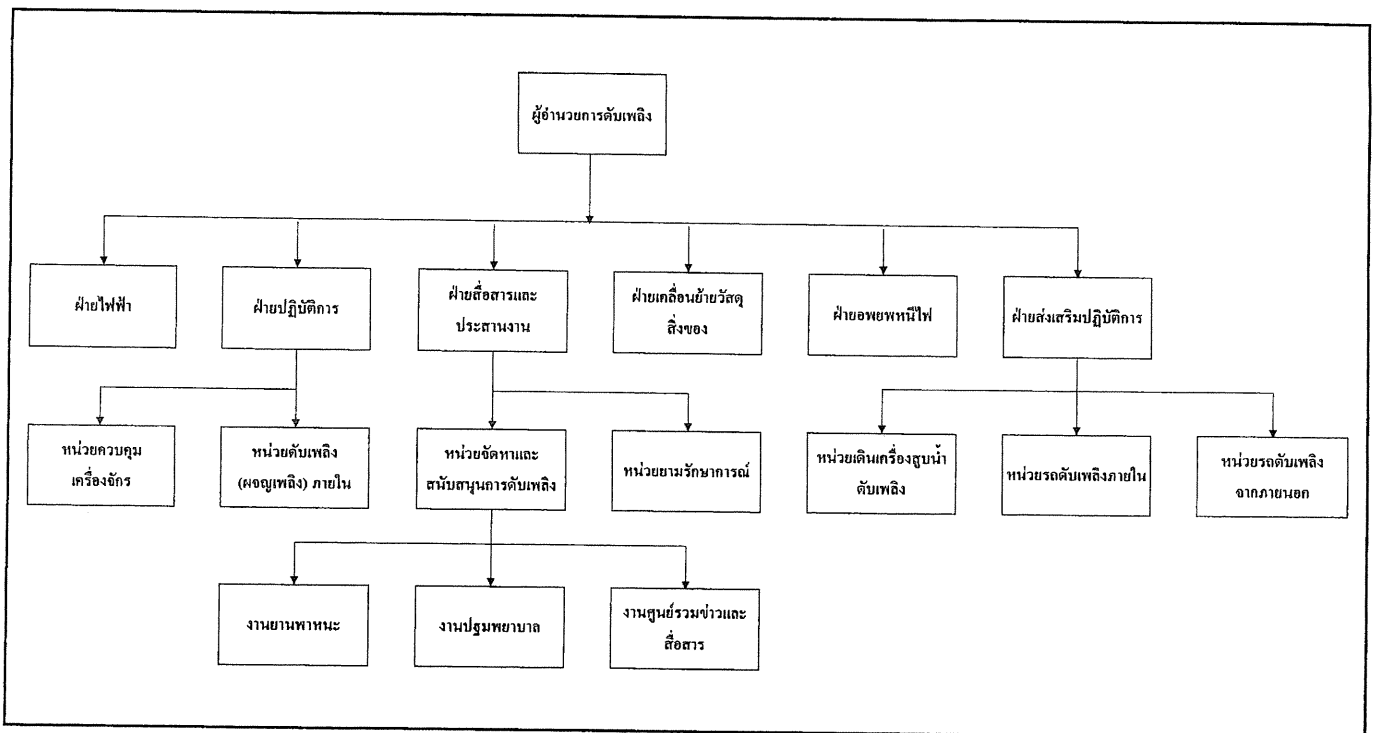 ผู้อำนวยการดับเพลิง
ฝ่ายไฟฟ้า
ฝ่ายปฏิบัติการ
ฝ่ายสื่อสารและ
ประสานงาน
ฝ่ายเคลื่อนย้ายวัสดุ
สิ่งของ
ฝ่ายอพยพหนีไฟ
ฝ่ายส่งเสริมปฏิบัติการ
หน่วยควบคุม
เครื่องจักร
หน่วยดับเพลิง
(ผจญเพลิง) ภายใน
หน่วยจัดหาและ
สนับสนุนการดับเพลิง
หน่วยยามรักษาการณ์
หน่วยเดินเครื่องสูบน้ำ
ดับเพลิง
หน่วยรถดับเพลิงภายใน
หน่วยรถดับเพลิง
จากภายนอก
งานยานพาหนะ
งานปฐมพยาบาล
งานศูนย์รวมข่าวและ
สื่อสาร